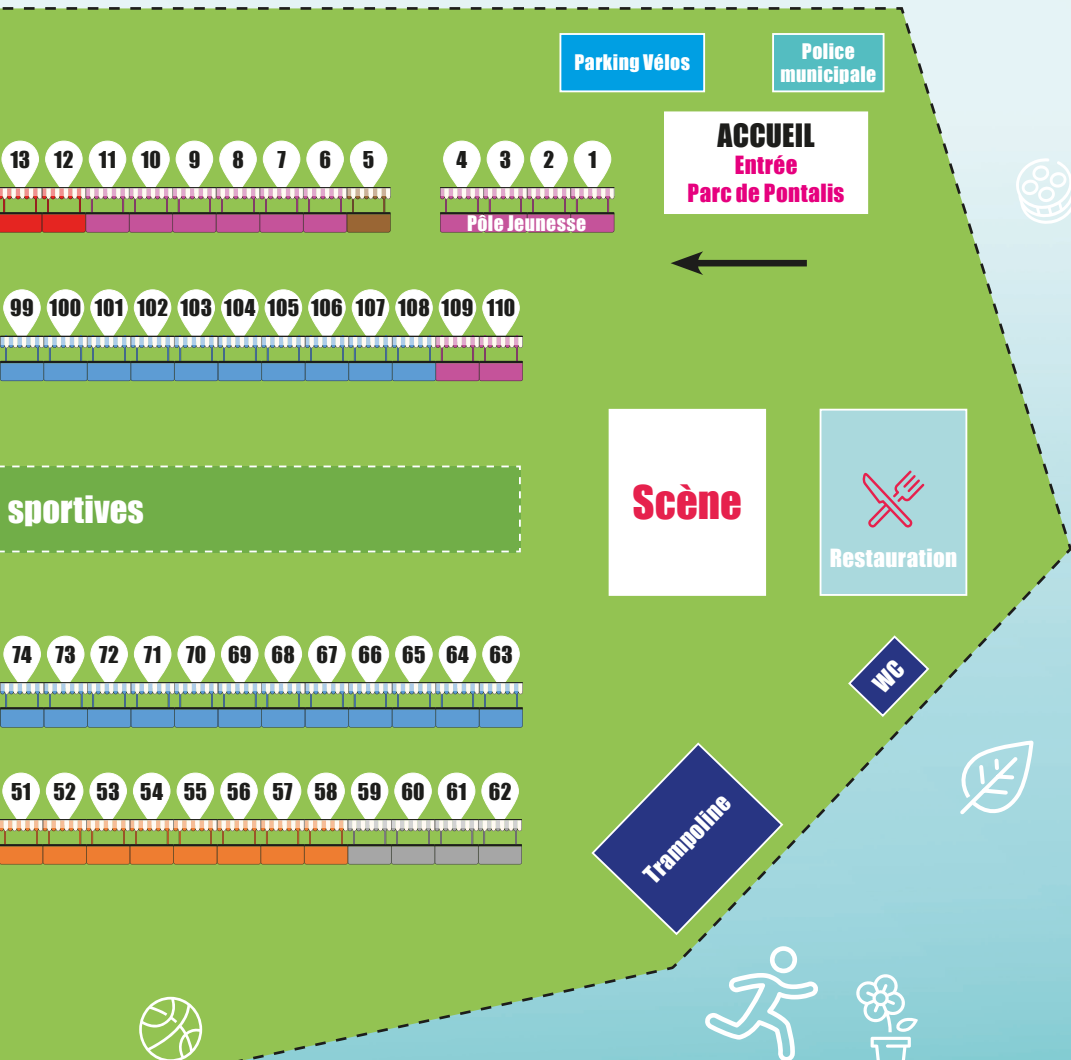 Parking Vélos
Police
municipale
ACCUEIL
Entrée
Parc de Pontalis
13 12 11 10 9 8 7 6 5 4 3 2 1
Pôle Jeunesse
99 100 101 102 103 104 105 106 107 108 109 110
sportives
Scène
Restauration
74 73 72 71 70 69 68 67 66 65 64 63
WC
51 52 53 54 55 56 57 58 59 60 61 62
Trampoline